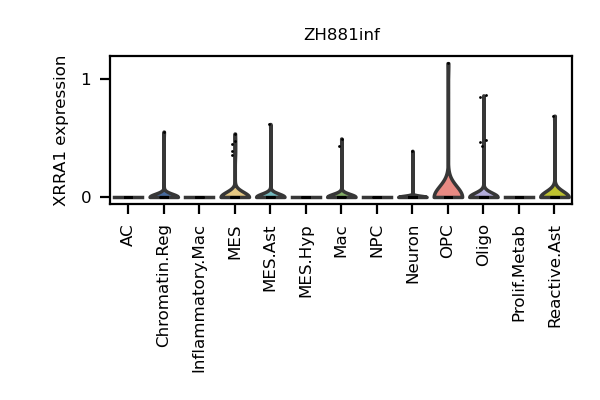 ZH881inf
XRRA1 expression
1
0
AC
Chromatin.Reg
Inflammatory.Mac
MES
MES.Ast
MES.Hyp
Mac
NPC
Neuron
OPC
Oligo
Prolif.Metab
Reactive.Ast